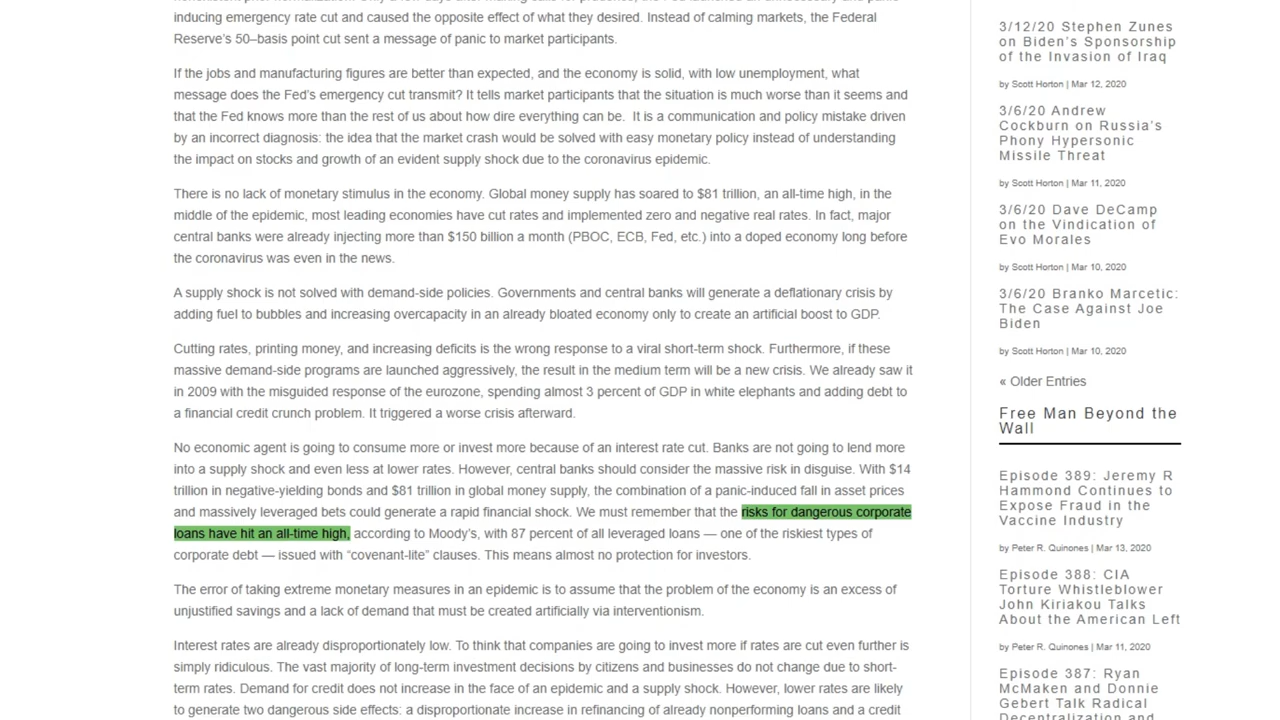 inducing emergency rate cut and caused the opposite effect of what they desired. Instead of calming markets, the Federal
Reserve's 50–basis point cut sent a message of panic to market participants.
If the jobs and manufacturing figures are better than expected, and the economy is solid, with low unemployment, what
message does the Fed's emergency cut transmit? It tells market participants that the situation is much worse than it seems and
that the Fed knows more than the rest of us about how dire everything can be.  It is a communication and policy mistake driven
by an incorrect diagnosis: the idea that the market crash would be solved with easy monetary policy instead of understanding
the impact on stocks and growth of an evident supply shock due to the coronavirus epidemic.
There is no lack of monetary stimulus in the economy. Global money supply has soared to $81 trillion, an all-time high, in the
middle of the epidemic, most leading economies have cut rates and implemented zero and negative real rates. In fact, major
central banks were already injecting more than $150 billion a month (PBOC, ECB, Fed, etc.) into a doped economy long before
the coronavirus was even in the news.
A supply shock is not solved with demand-side policies. Governments and central banks will generate a deflationary crisis by
adding fuel to bubbles and increasing overcapacity in an already bloated economy only to create an artificial boost to GDP.
Cutting rates, printing money, and increasing deficits is the wrong response to a viral short-term shock. Furthermore, if these
massive demand-side programs are launched aggressively, the result in the medium term will be a new crisis. We already saw it
in 2009 with the misguided response of the eurozone, spending almost 3 percent of GDP in white elephants and adding debt to
a financial credit crunch problem. It triggered a worse crisis afterward.
No economic agent is going to consume more or invest more because of an interest rate cut. Banks are not going to lend more
into a supply shock and even less at lower rates. However, central banks should consider the massive risk in disguise. With $14
trillion in negative-yielding bonds and $81 trillion in global money supply, the combination of a panic-induced fall in asset prices
and massively leveraged bets could generate a rapid financial shock. We must remember that the risks for dangerous corporate
loans have hit an all-time high, according to Moody's, with 87 percent of all leveraged loans — one of the riskiest types of
corporate debt — issued with “covenant-lite” clauses. This means almost no protection for investors.
The error of taking extreme monetary measures in an epidemic is to assume that the problem of the economy is an excess of
unjustified savings and a lack of demand that must be created artificially via interventionism.
Interest rates are already disproportionately low. To think that companies are going to invest more if rates are cut even further is
simply ridiculous. The vast majority of long-term investment decisions by citizens and businesses do not change due to short-
term rates. Demand for credit does not increase in the face of an epidemic and a supply shock. However, lower rates are likely
to generate two dangerous side effects: a disproportionate increase in refinancing of already nonperforming loans and a credit
3/12/20 Stephen Zunes
on Biden's Sponsorship
of the Invasion of Iraq
by Scott Horton | Mar 12, 2020
3/6/20 Andrew
Cockburn on Russia's
Phony Hypersonic
Missile Threat
by Scott Horton | Mar 11, 2020
3/6/20 Dave DeCamp
on the Vindication of
Evo Morales
by Scott Horton | Mar 10, 2020
3/6/20 Branko Marcetic:
The Case Against Joe
Biden
by Scott Horton | Mar 10, 2020
« Older Entries
Free Man Beyond the
Wall
Episode 389: Jeremy R
Hammond Continues to
Expose Fraud in the
Vaccine Industry
by Peter R. Quinones | Mar 13, 2020
Episode 388: CIA
Torture Whistleblower
John Kiriakou Talks
About the American Left
by Peter R. Quinones | Mar 11, 2020
Episode 387: Ryan
McMaken and Donnie
Gebert Talk Radical
Decentralization and